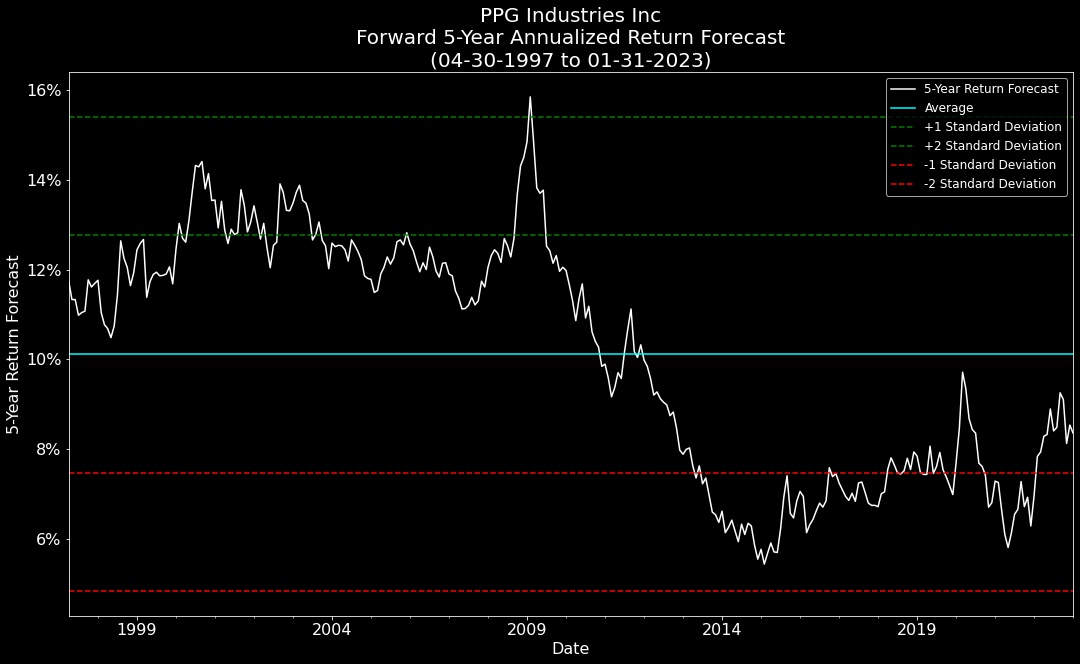 PPG Industries Inc
Forward 5-Year Annualized Return Forecast
(04-30-1997 to 01-31-2023)
5-Year Return Forecast
Average
+1 Standard Deviation
+2 Standard Deviation
-1 Standard Deviation
-2 Standard Deviation
16%
14%
12%
10%
8%
6%
5-Year Return Forecast
1999
2004
2009
2014
2019
Date